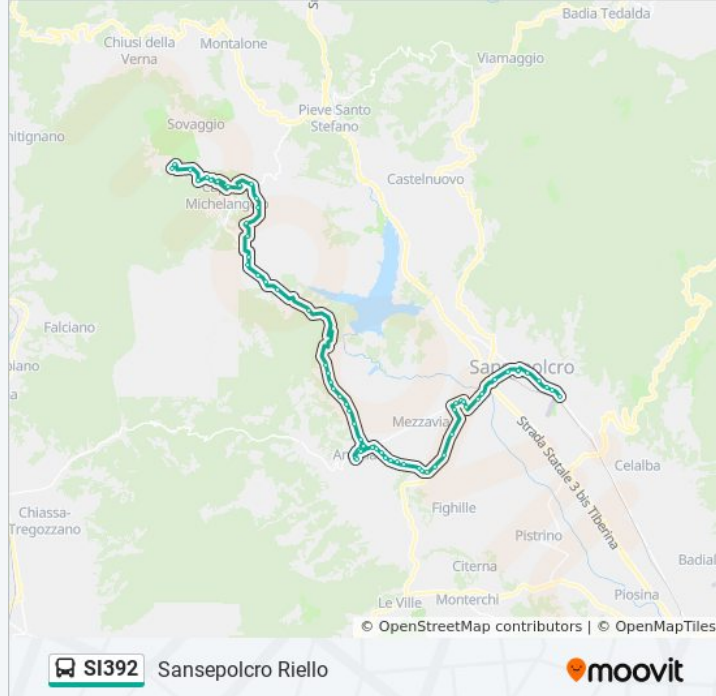 Badia Tedalda
Chiusi della
Verna
Montalone
Viamaggio
Pieve Santo
Stefano
Sovaggio
nitignano
Castelnuovo
Michelangelo
Falciano
piano
a
Sansepolcro
Mezzavia
Strada Statale 3 bis Tiberina
Celalba
Chiassa-
Tregozzano
Fighille
Pistrino
Badial
Citerna
Le Ville
Monterchi
Piosina
© OpenStreetMap contributors | © OpenMapTiles
SI392 Sansepolcro Riello
moovit